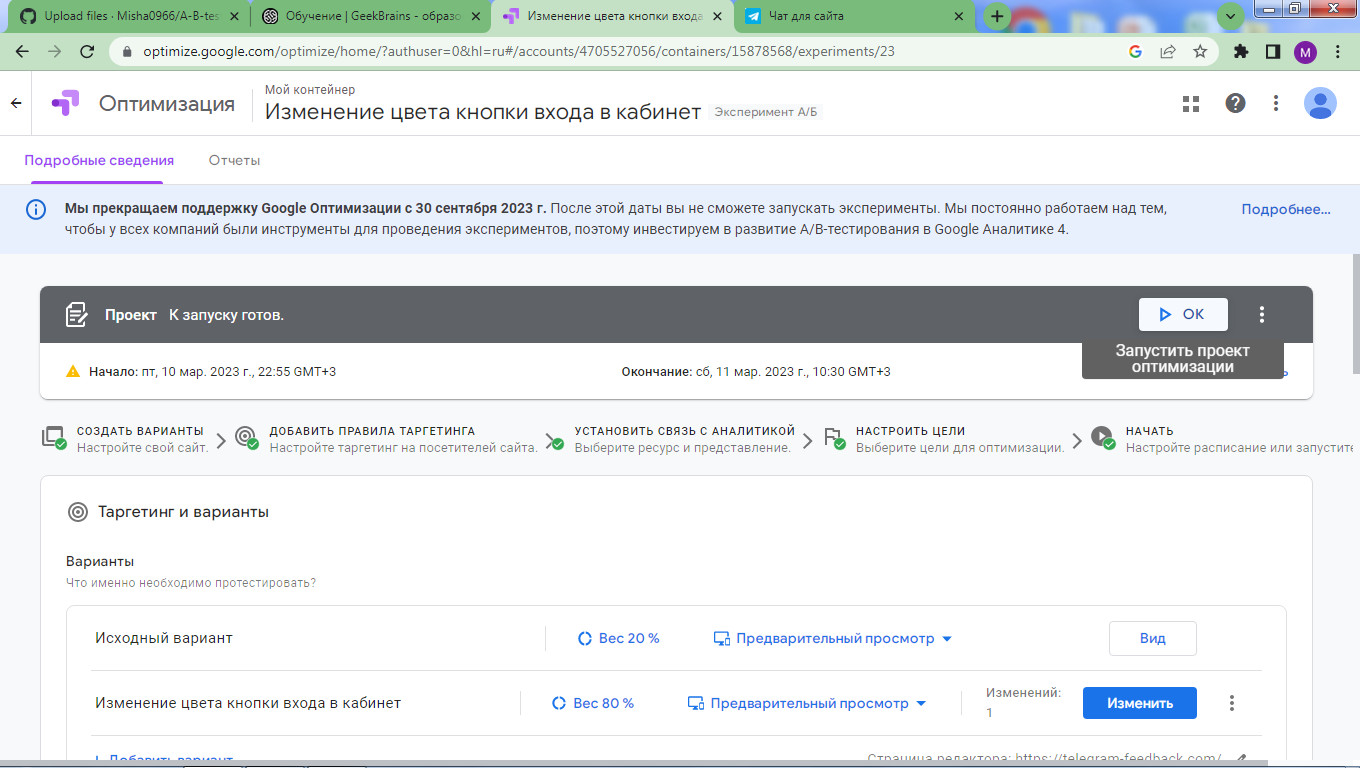 Upload files · Misha0966/A-B-tes
Обучение | GeekBrains - образо
Изменение цвета кнопки входа
Чат для сайта
optimize.google.com/optimize/home/?authuser=0&hl=ru#/accounts/4705527056/containers/15878568/experiments/23
M
Оптимизация
Мой контейнер
Изменение цвета кнопки входа в кабинет
Эксперимент А/Б
Подробные сведения
Отчеты
Мы прекращаем поддержку Google Оптимизации с 30 сентября 2023 г. После этой даты вы не сможете запускать эксперименты. Мы постоянно работаем над тем,
чтобы у всех компаний были инструменты для проведения экспериментов, поэтому инвестируем в развитие A/B-тестирования в Google Аналитике 4.
Подробнее...
Проект К запуску готов.
ОК
Запустить проект
оптимизации
Начало: пт, 10 мар. 2023 г., 22:55 GMT+3
Окончание: сб, 11 мар. 2023 г., 10:30 GMT+3
СОЗДАТЬ ВАРИАНТЫ
Настройте свой сайт.
ДОБАВИТЬ ПРАВИЛА ТАРГЕТИНГА
Настройте таргетинг на посетителей сайта.
УСТАНОВИТЬ СВЯЗЬ С АНАЛИТИКОЙ
Выберите ресурс и представление.
НАСТРОИТЬ ЦЕЛИ
Выберите цели для оптимизации.
НАЧАТЬ
Настройте расписание или запустите
Таргетинг и варианты
Варианты
Что именно необходимо протестировать?
Исходный вариант
Вес 20 %
Предварительный просмотр
Вид
Изменение цвета кнопки входа в кабинет
Вес 80 %
Предварительный просмотр
Изменений:
1
Изменить
Добавить вариант
Страница редактора: https://telegram-feedback.com/